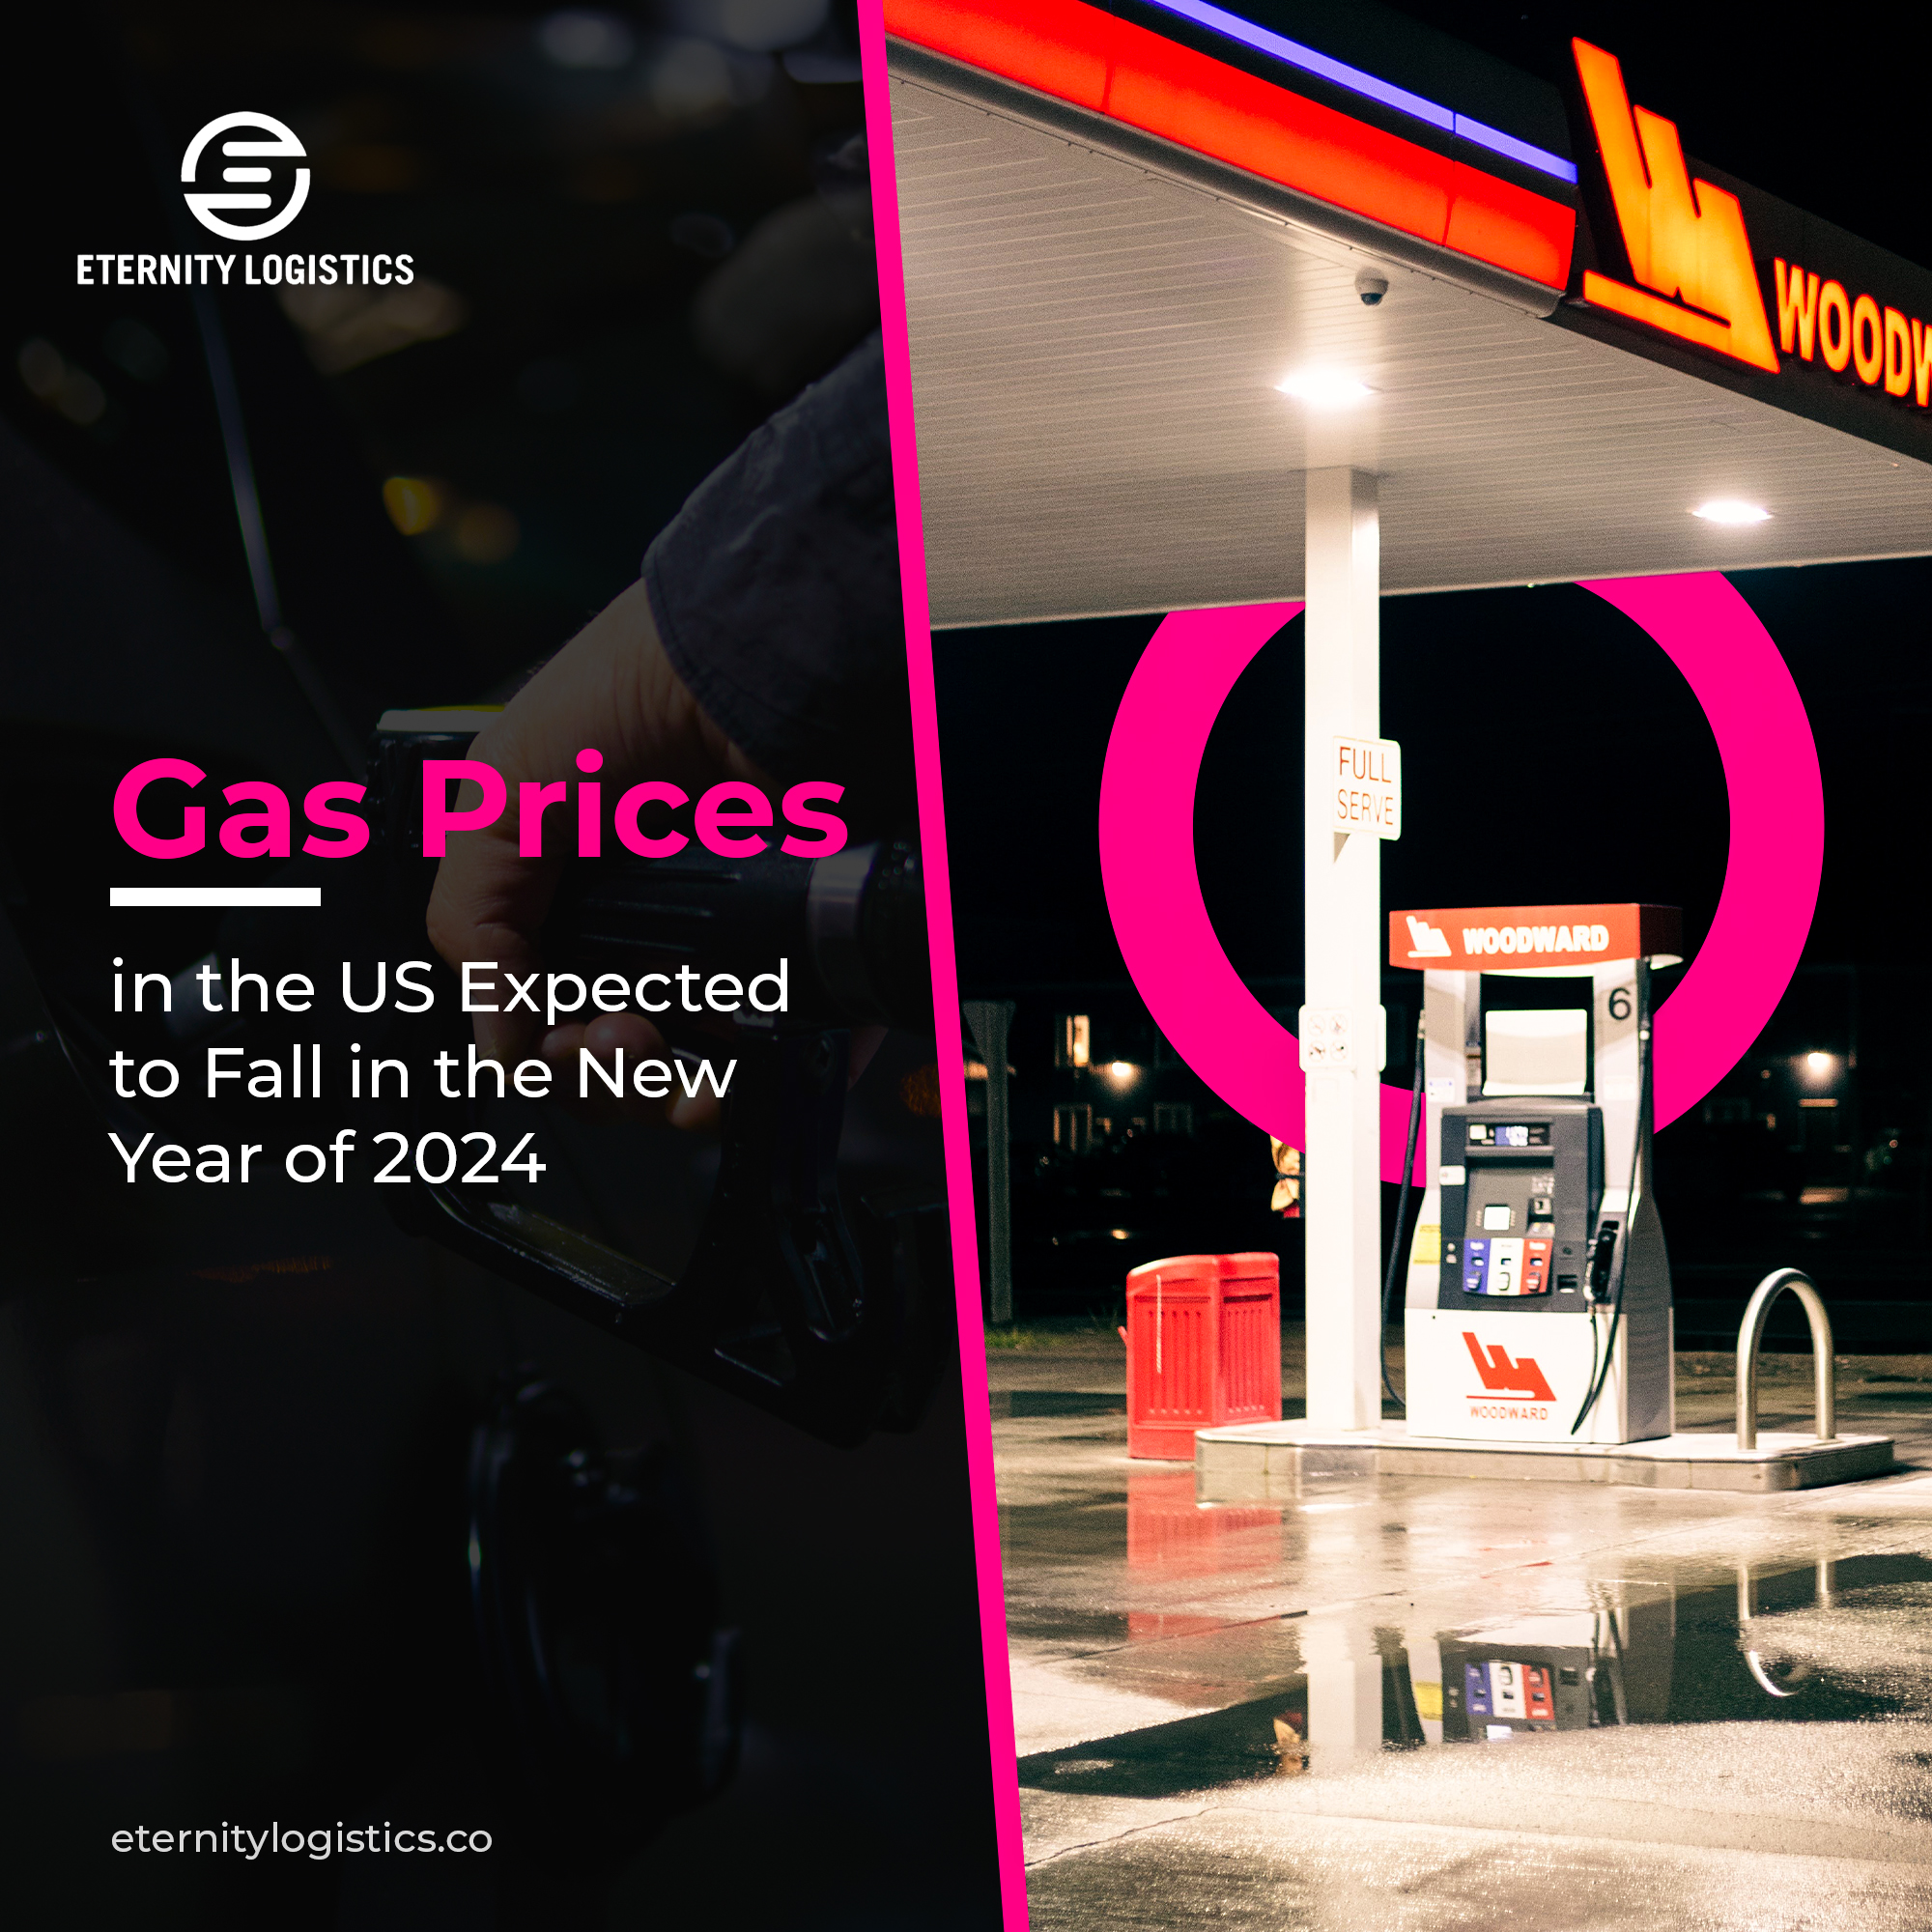 ETERNITY LOGISTICS
Gas Prices
in the US Expected
to Fall in the New
Year of 2024
eternitylogistics.co
FULL
SERVE
WOODWARD
6
WOODWARD